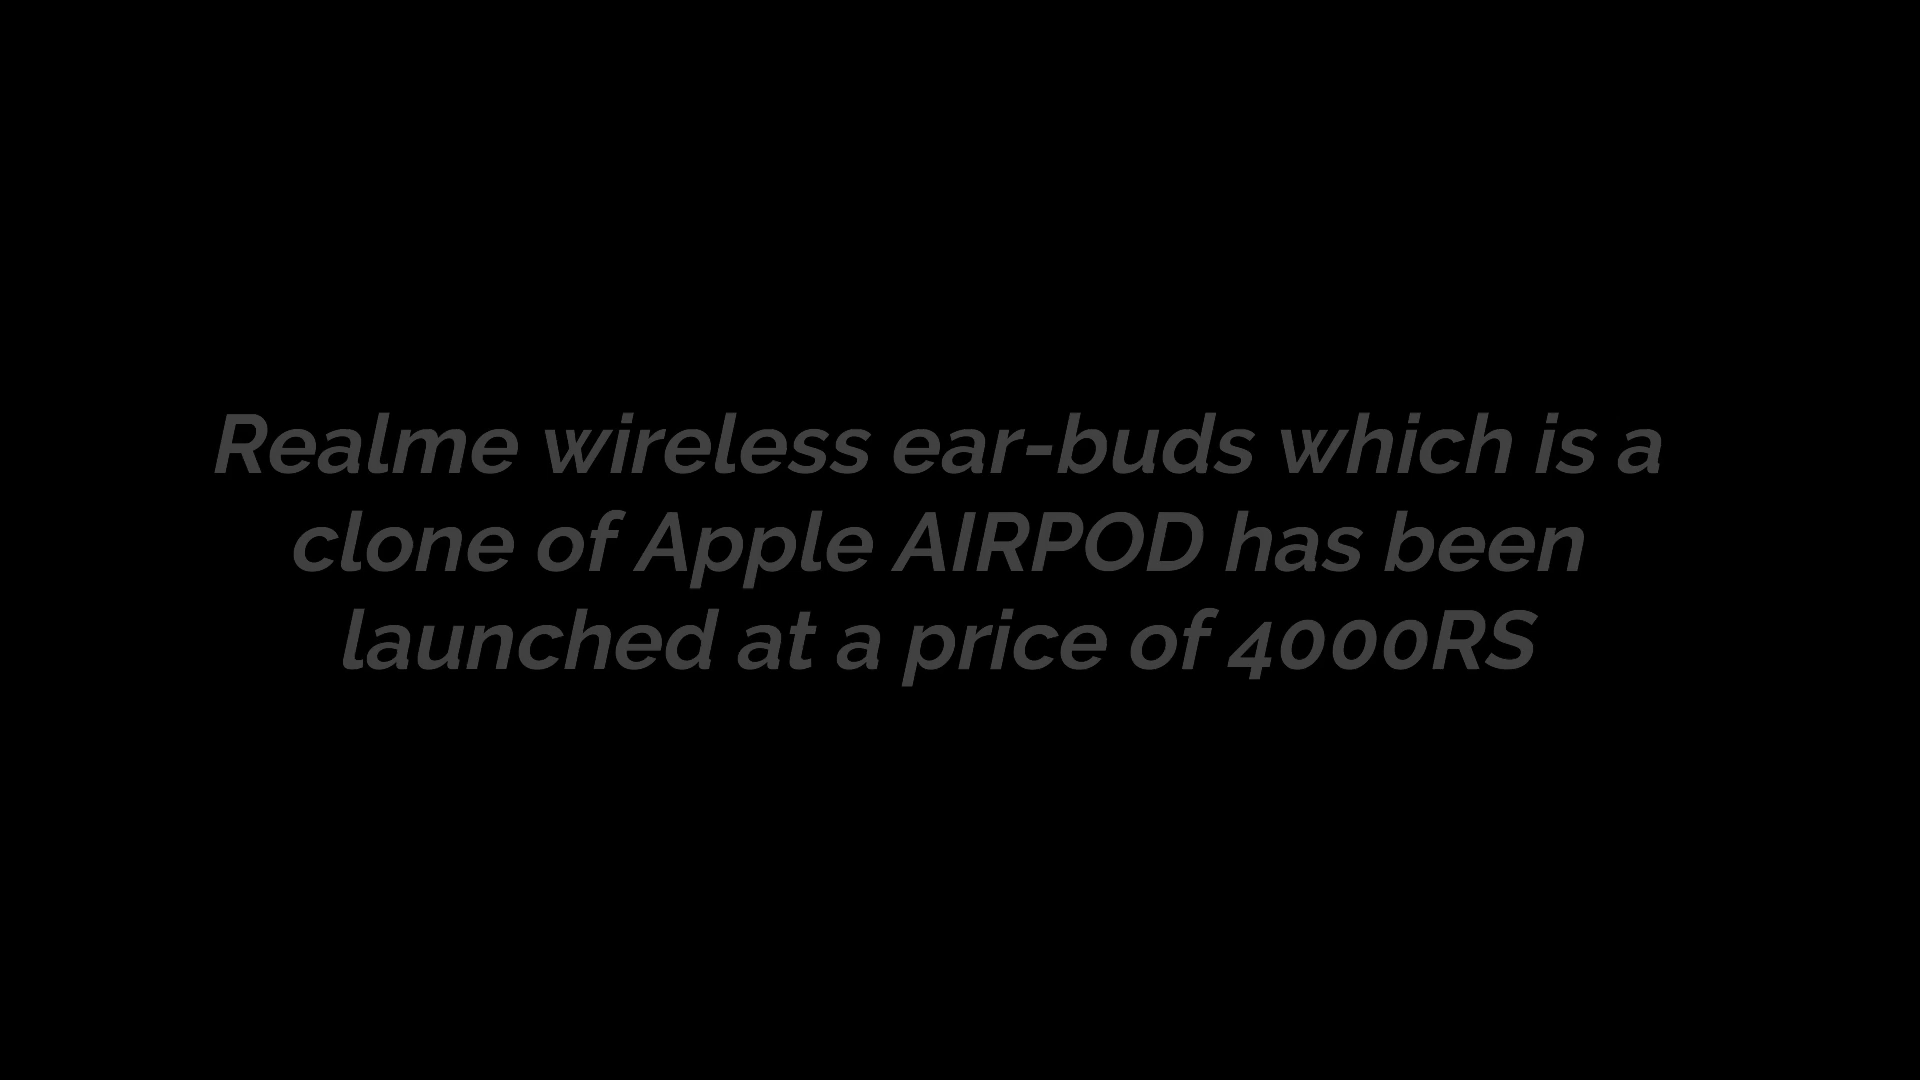 Realme wireless ear-buds which is a
clone of Apple AIRPOD has been
launched at a price of 4000RS